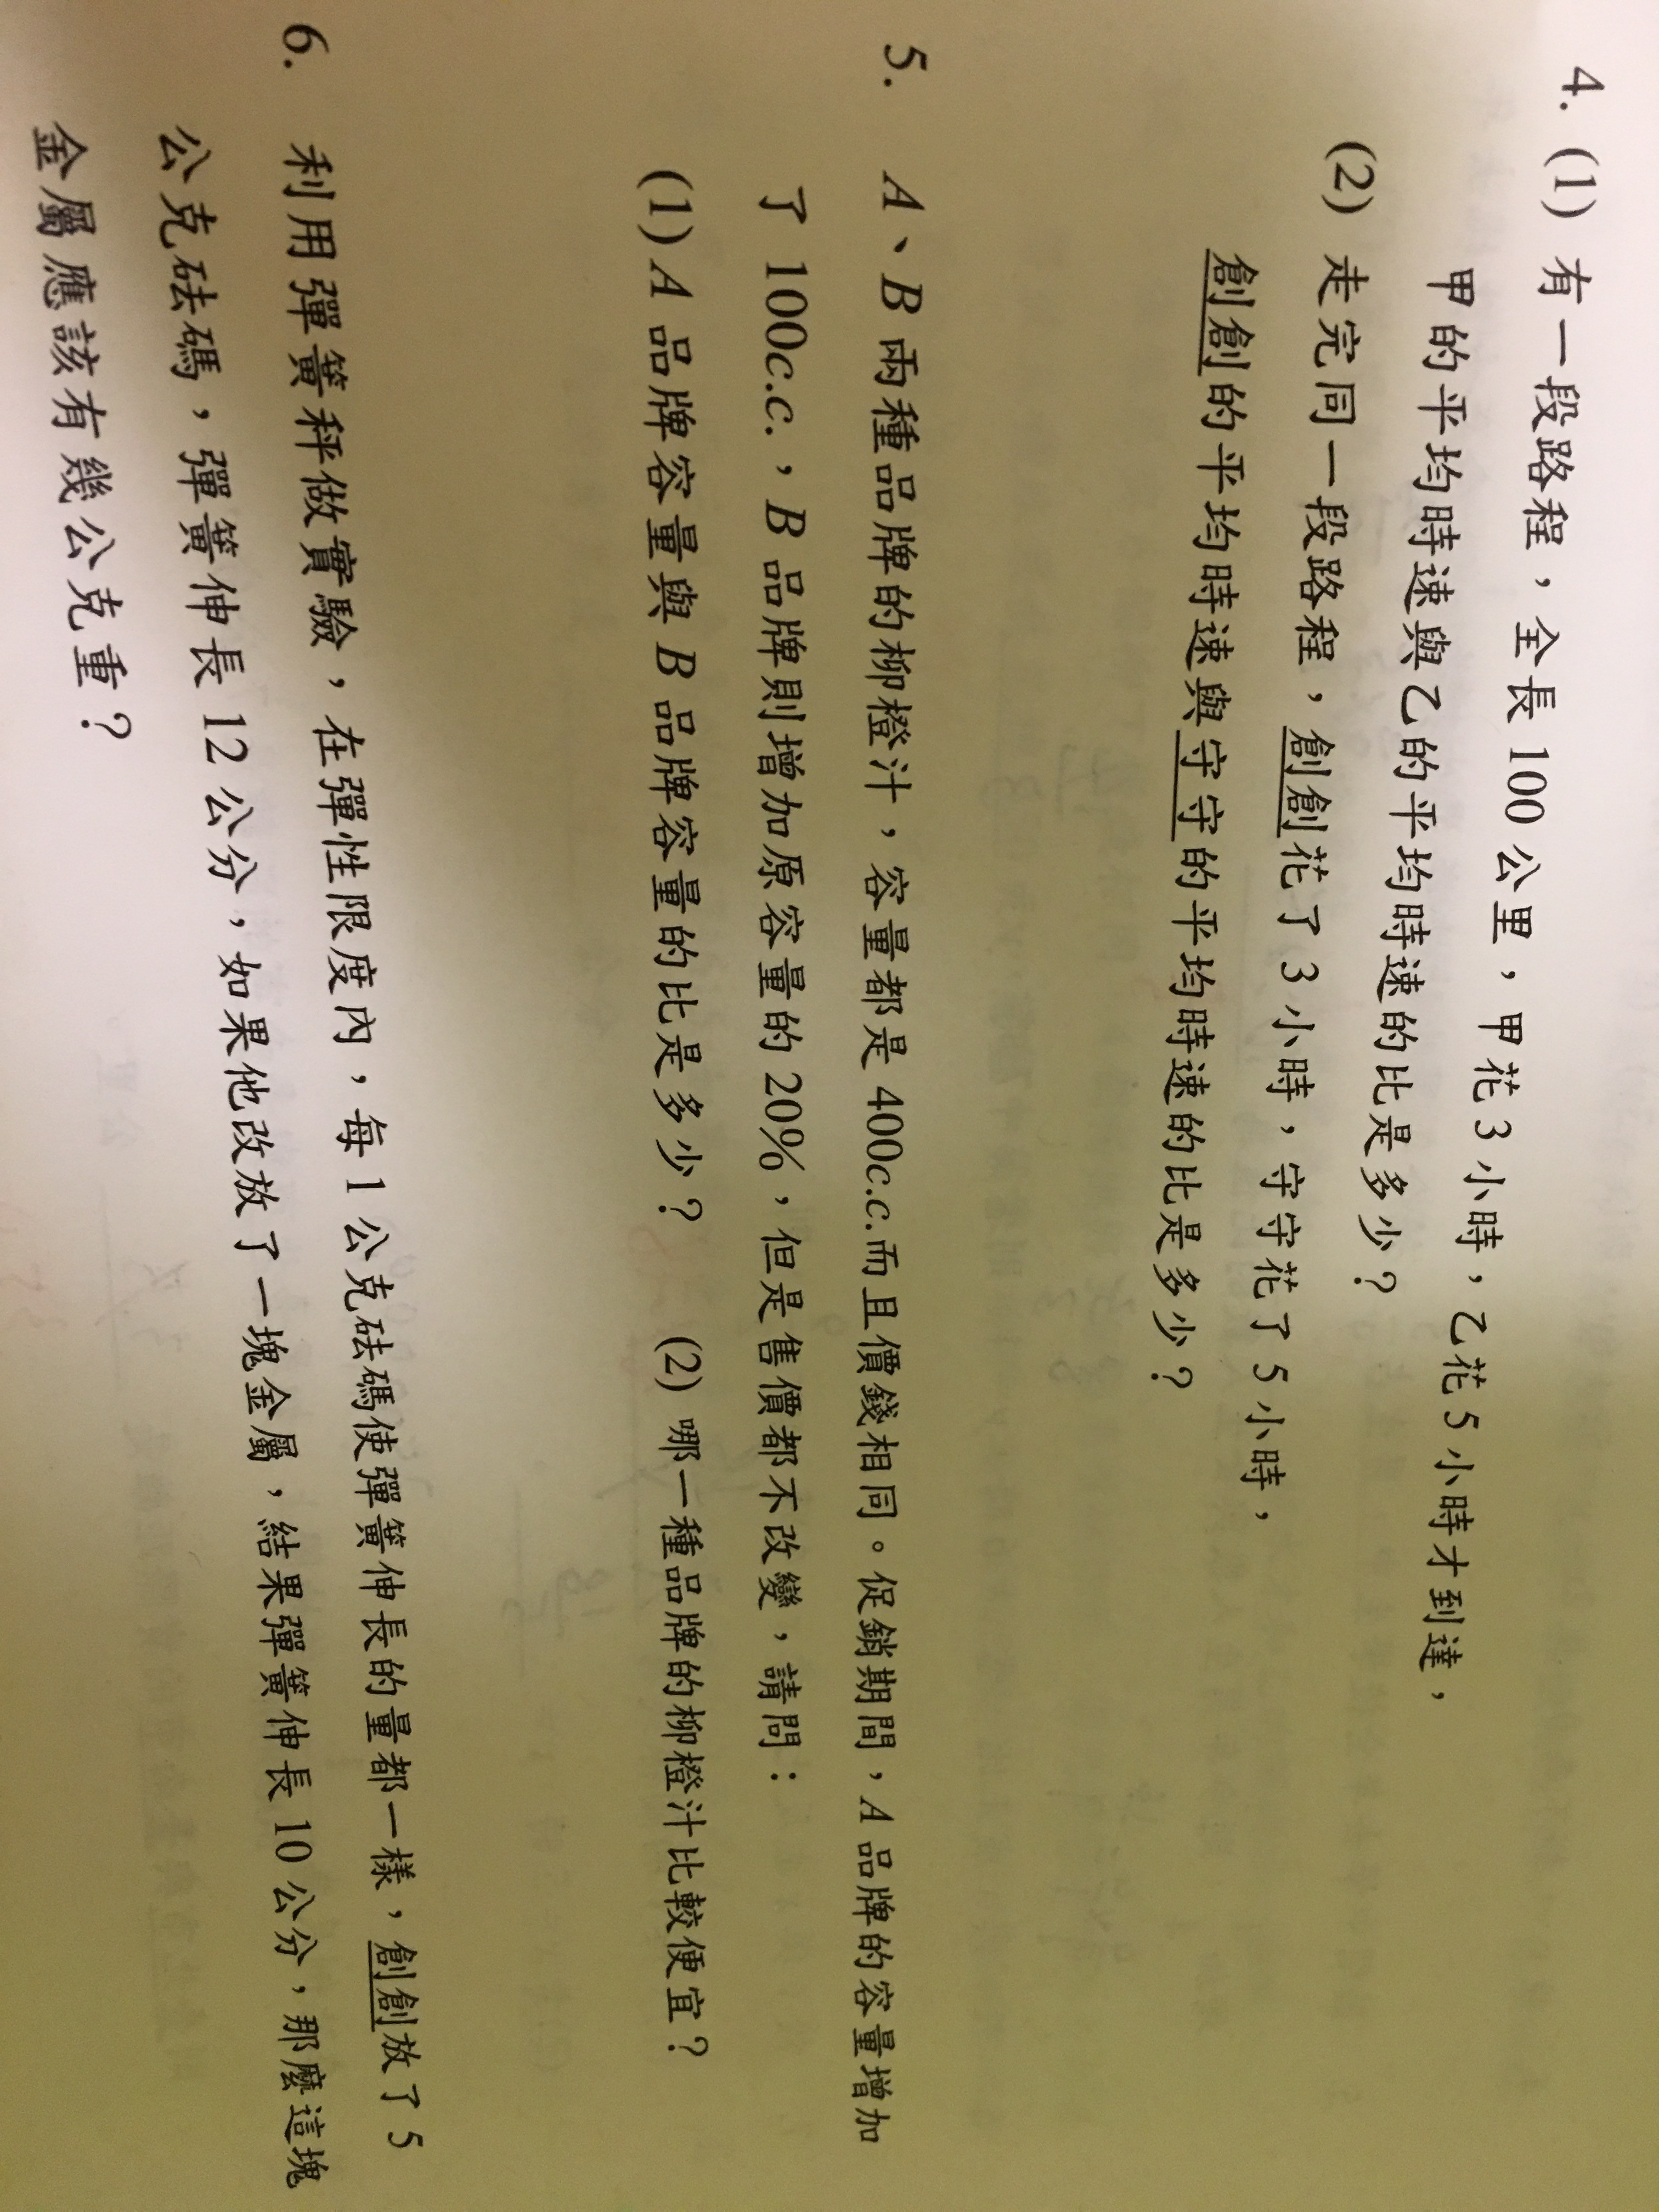 4. (1) 有一段路程，全長 100 公里，甲花 3 小時，乙花 5 小時才到達，
甲的平均時速與乙的平均時速的比是多少？
(2) 走完同一段路程，創創花了 3 小時，守守花了 5 小時，
創創的平均時速與守守的平均時速的比是多少？
5. A、B 兩種品牌的柳橙汁，容量都是 400c.c.而且價錢相同。促銷期間，A 品牌的容量增加
了 100c.c.，B 品牌則增加原容量的 20%，但是售價都不改變，請問：
(1) A 品牌容量與 B 品牌容量的比是多少？ (2) 哪一種品牌的柳橙汁比較便宜？
6. 利用彈簧秤做實驗，在彈性限度內，每 1 公克砝碼使彈簧伸長的量都一樣，創創放了 5
公克砝碼，彈簧伸長 12 公分，如果他改放了一塊金屬，結果彈簧伸長 10 公分，那麼這塊
金屬應該有幾公克重？